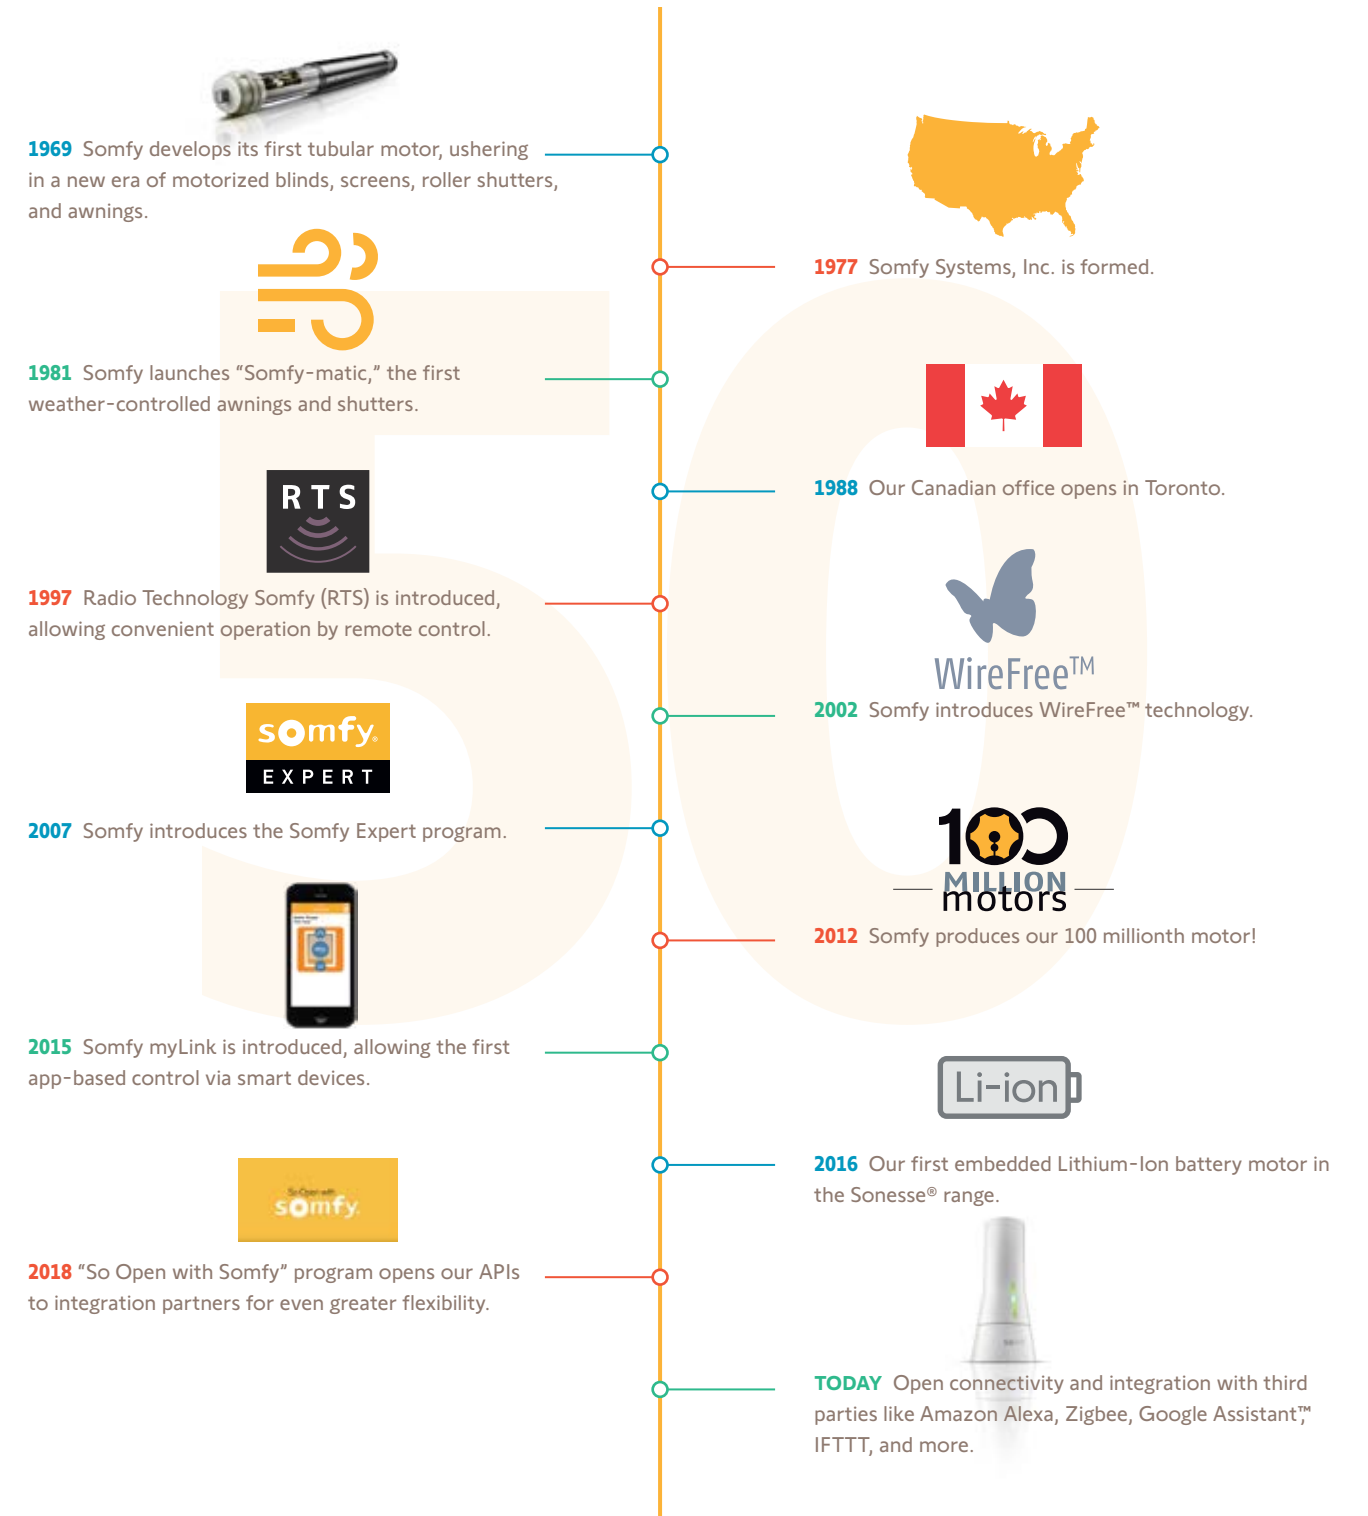 1969 Somfy develops its first tubular motor, ushering
in a new era of motorized blinds, screens, roller shutters,
and awnings.
1977 Somfy Systems, Inc. is formed.
1981 Somfy launches “Somfy-matic,” the first
weather-controlled awnings and shutters.
1988 Our Canadian office opens in Toronto.
RTS
1997 Radio Technology Somfy (RTS) is introduced,
allowing convenient operation by remote control.
WireFree™
2002 Somfy introduces WireFree™ technology.
somfy.
EXPERT
2007 Somfy introduces the Somfy Expert program.
100
MILLION
motors
2012 Somfy produces our 100 millionth motor!
2015 Somfy myLink is introduced, allowing the first
app-based control via smart devices.
Li-ion
2016 Our first embedded Lithium-Ion battery motor in
the Sonesse® range.
So Open with
somfy.
2018 “So Open with Somfy” program opens our APIs
to integration partners for even greater flexibility.
TODAY Open connectivity and integration with third
parties like Amazon Alexa, Zigbee, Google Assistant,™
IFTTT, and more.
50